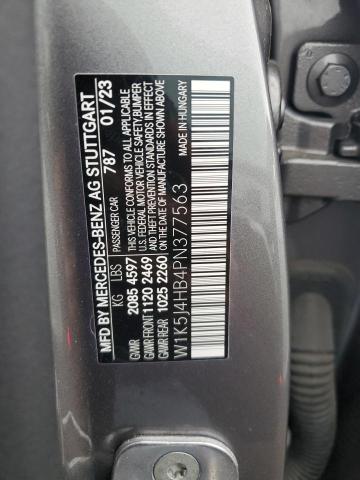 MFD BY MERCEDES-BENZ AG STUTTGART
PASSENGER CAR 787 01/23
KG LBS
GVWR 2085 4597
GAWR FRONT 1120 2469
GAWR REAR 1025 2260
THIS VEHICLE CONFORMS TO ALL APPLICABLE
U.S. FEDERAL MOTOR VEHICLE SAFETY,BUMPER
AND THEFT PREVENTION STANDARDS IN EFFECT
ON THE DATE OF MANUFACTURE SHOWN ABOVE
W1K5J4HB4PN377563
MADE IN HUNGARY